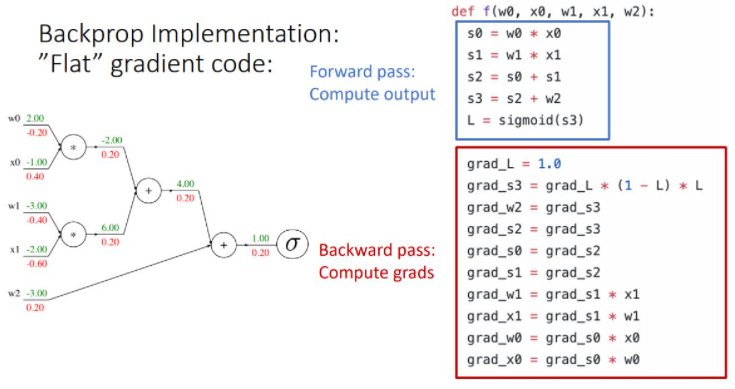 Backprop Implementation:
”Flat” gradient code:
Forward pass:
Compute output
def f(w0, x0, w1, x1, w2):
s0 = w0 * x0
s1 = w1 * x1
s2 = s0 + s1
s3 = s2 + w2
L = sigmoid(s3)
w0 2.00
-0.20
*
-2.00
0.20
x0 -1.00
0.40
+
4.00
0.20
w1 -3.00
-0.40
*
6.00
0.20
x1 -2.00
-0.60
+
1.00
0.20
σ
w2 -3.00
0.20
Backward pass:
Compute grads
grad_L = 1.0
grad_s3 = grad_L * (1 - L) * L
grad_w2 = grad_s3
grad_s2 = grad_s3
grad_s0 = grad_s2
grad_s1 = grad_s2
grad_w1 = grad_s1 * x1
grad_x1 = grad_s1 * w1
grad_w0 = grad_s0 * x0
grad_x0 = grad_s0 * w0